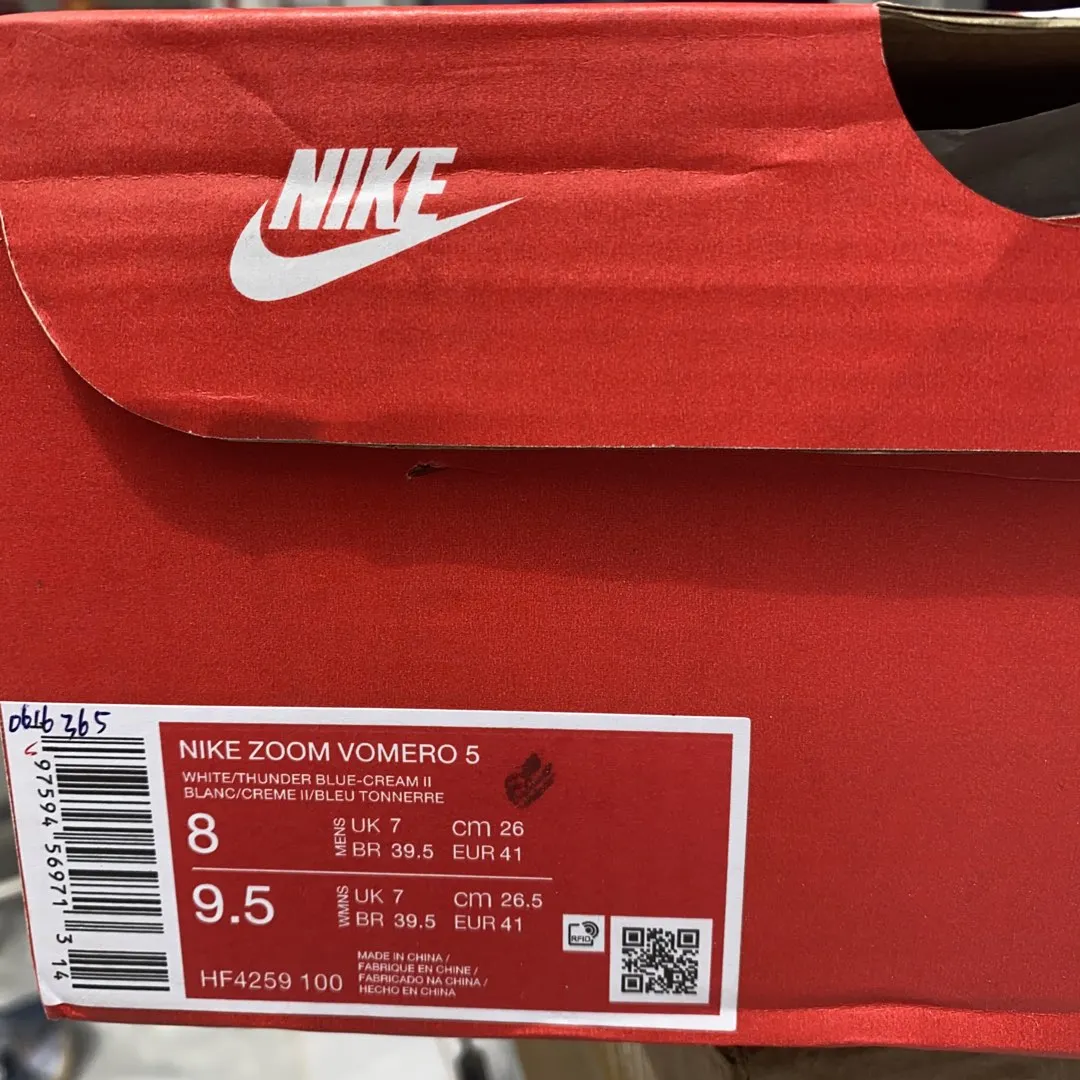 NIKE
NIKE ZOOM VOMERO 5
WHITE/THUNDER BLUE-CREAM II
BLANC/CREME II/BLEU TONNERRE
8
MENS
UK 7 cm 26
BR 39.5 EUR 41
9.5
WMNS
UK 7 cm 26.5
BR 39.5 EUR 41
RFID
HF4259 100
MADE IN CHINA /
FABRIQUE EN CHINE /
FABRICADO NA CHINA /
HECHO EN CHINA
97594 56971 3 14